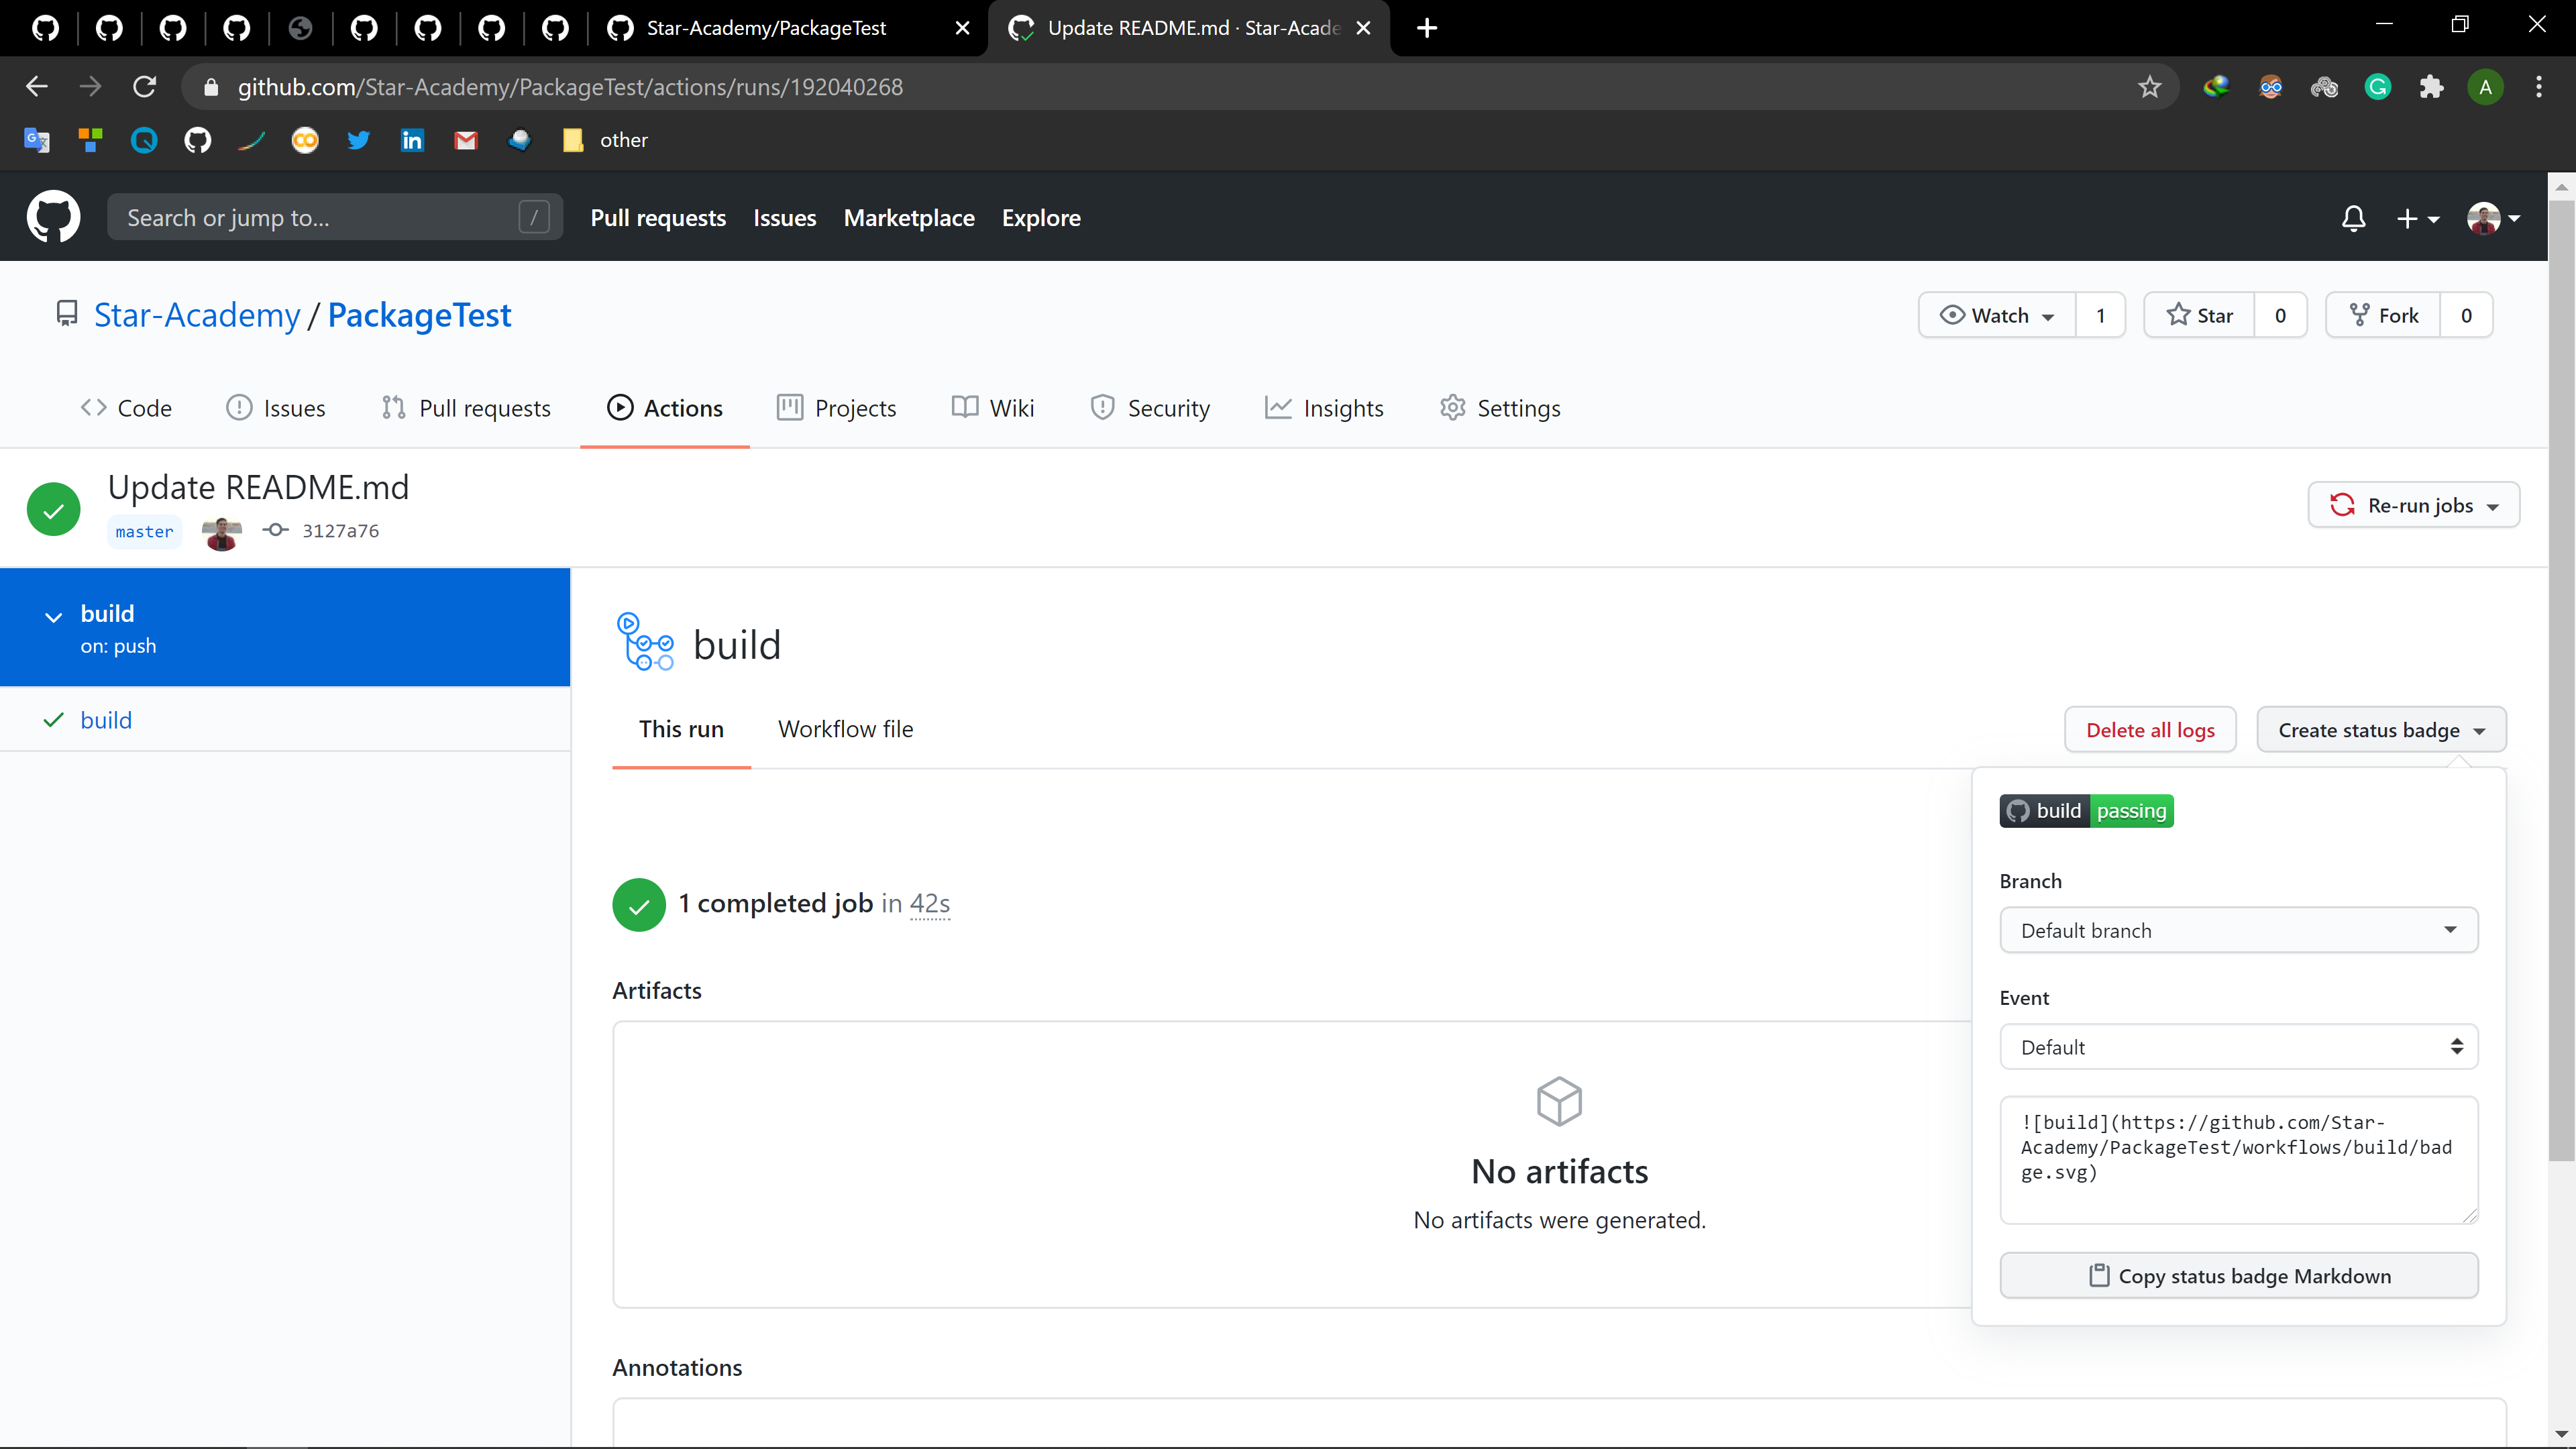 Star-Academy/PackageTest
Update README.md · Star-Acade
github.com/Star-Academy/PackageTest/actions/runs/192040268
G
A
other
Search or jump to...
/
Pull requests
Issues
Marketplace
Explore
Star-Academy / PackageTest
Watch
1
Star
0
Fork
0
Code
Issues
Pull requests
Actions
Projects
Wiki
Security
Insights
Settings
Update README.md
master
3127a76
Re-run jobs
build
on: push
build
build
This run
Workflow file
Delete all logs
Create status badge
build passing
Branch
Default branch
Event
Default
![build](https://github.com/Star-
Academy/PackageTest/workflows/build/bad
ge.svg)
Copy status badge Markdown
1 completed job in 42s
Artifacts
No artifacts
No artifacts were generated.
Annotations